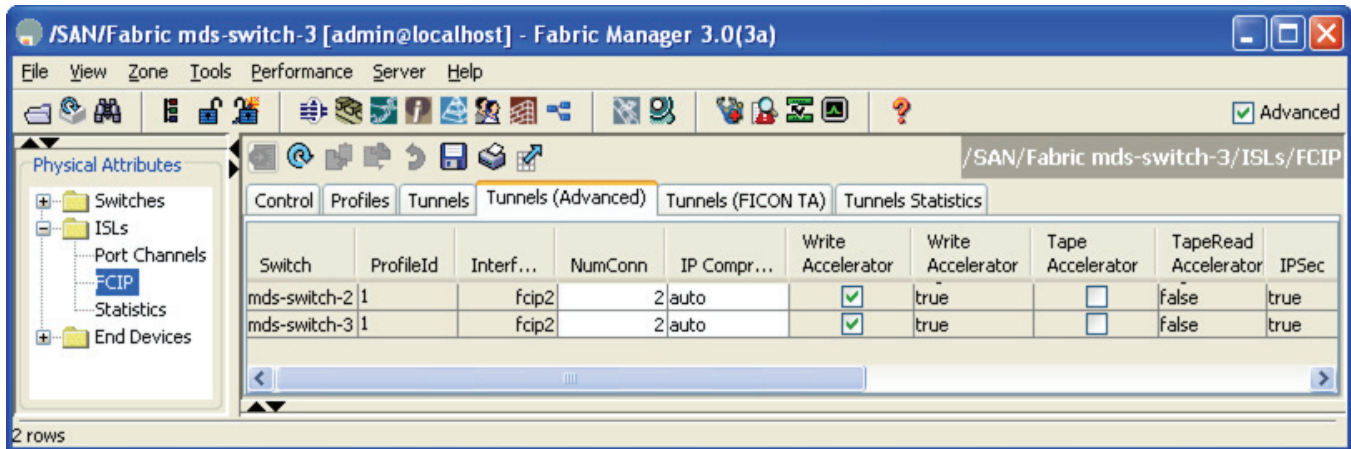 /SAN/Fabric mds-switch-3 [admin@localhost] - Fabric Manager 3.0(3a)
File View Zone Tools Performance Server Help
Advanced
Physical Attributes
/SAN/Fabric mds-switch-3/ISLs/FCIP
Switches
ISLs
Port Channels
FCIP
Statistics
End Devices
Control Profiles Tunnels Tunnels (Advanced) Tunnels (FICON TA) Tunnels Statistics
Switch ProfileId Interf... NumConn IP Compr... Write Accelerator Write Accelerator Tape Accelerator TapeRead Accelerator IPSec
mds-switch-2 1 fcip2 2 auto true false true
mds-switch-3 1 fcip2 2 auto true false true
2 rows